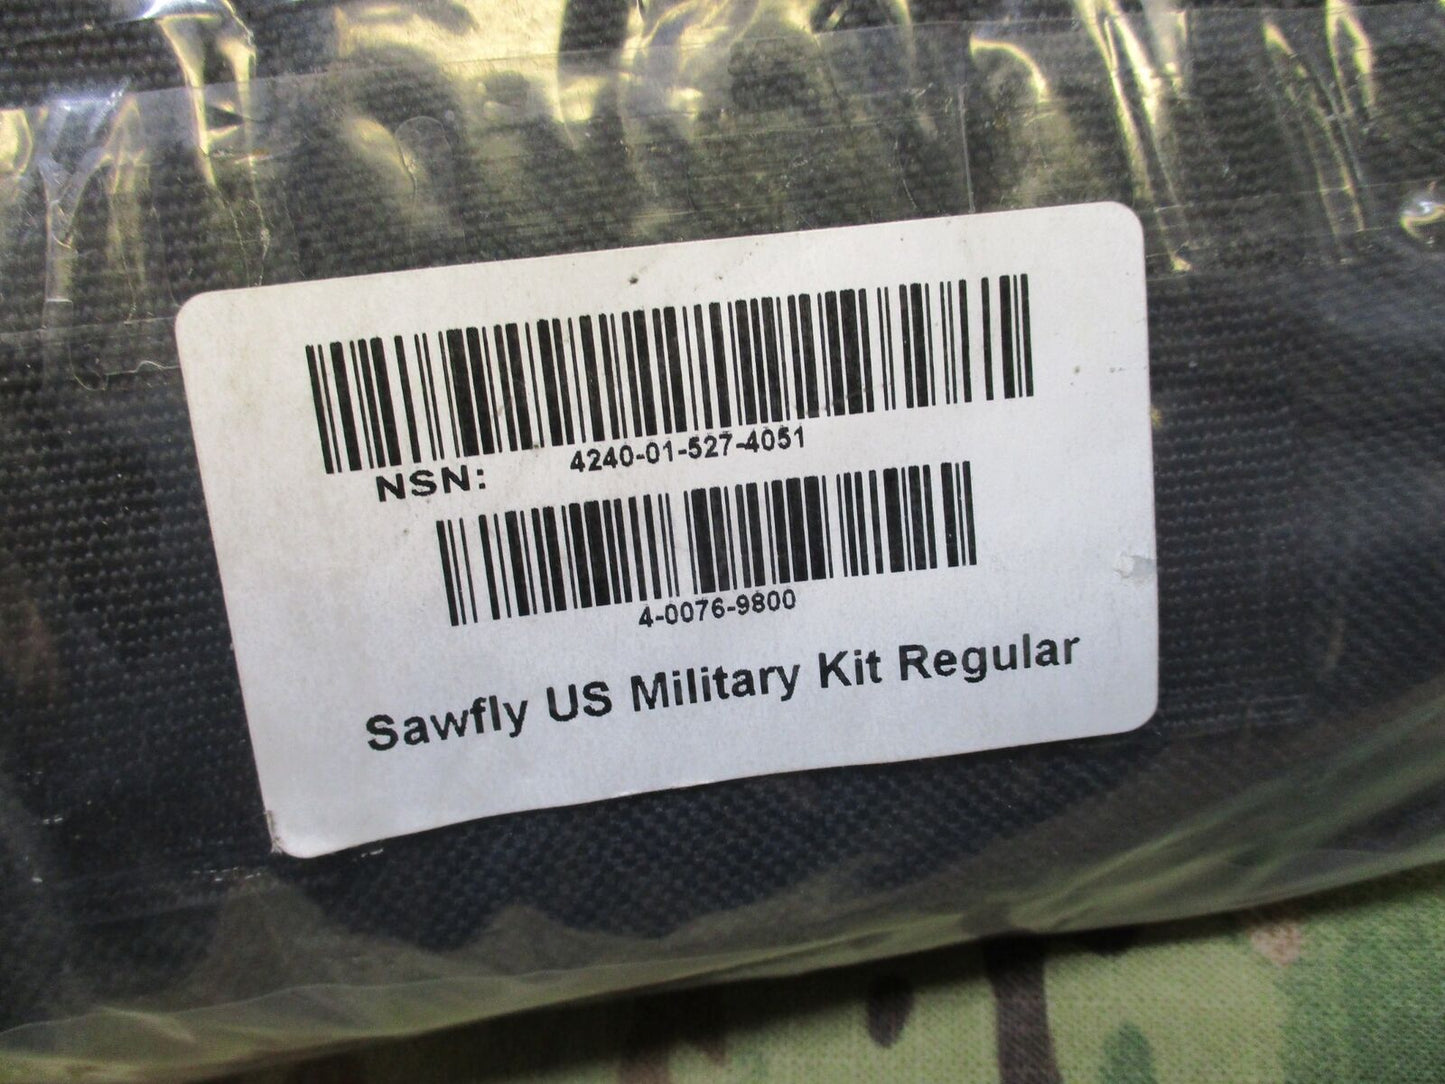 4240-01-527-4051
NSN:
4-0076-9800
Sawfly US Military Kit Regular